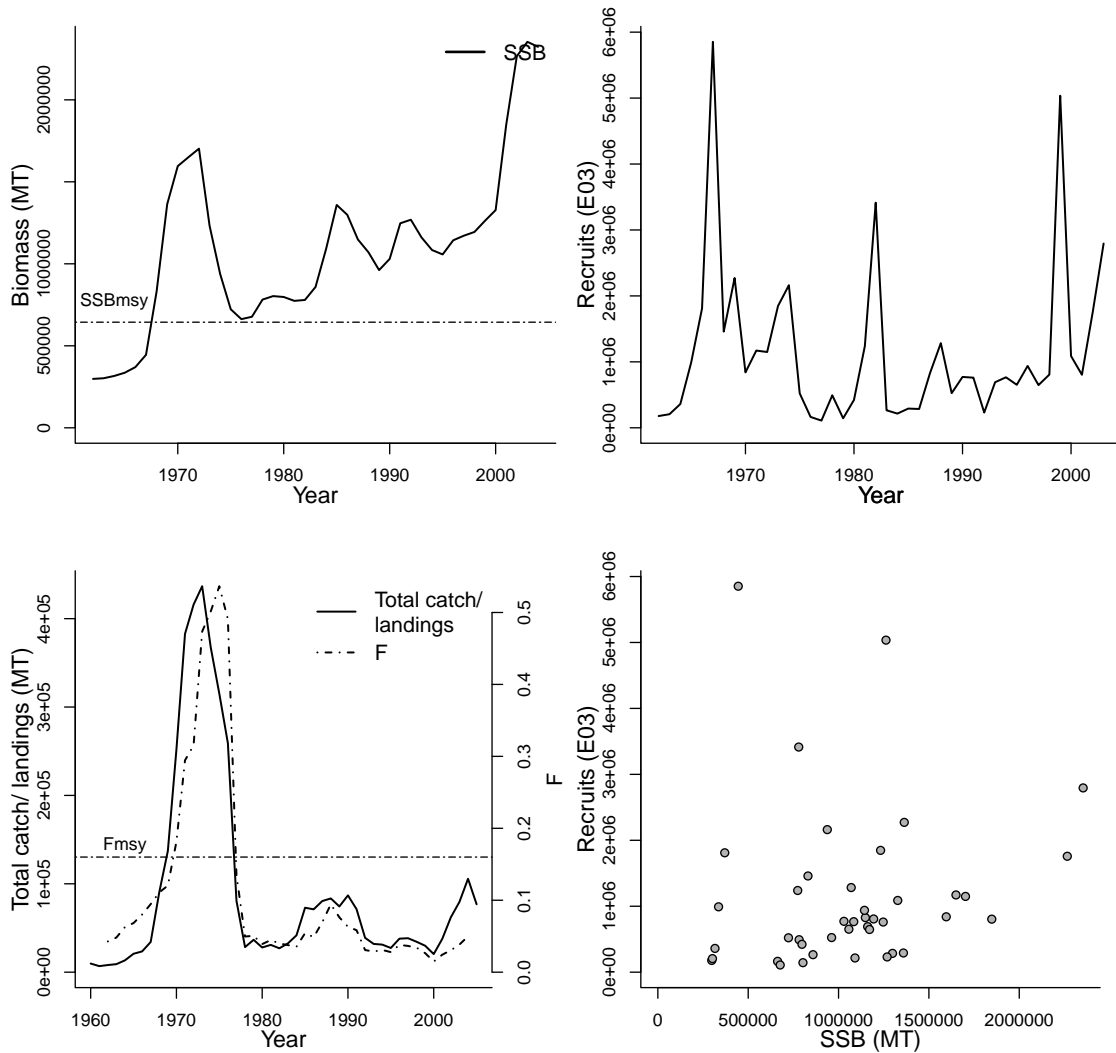 SSB
Biomass (MT)
0
500000
1000000
2000000
SSBmsy
1970
1980
1990
2000
Year
Recruits (E03)
0e+00
1e+06
2e+06
3e+06
4e+06
5e+06
6e+06
1970
1980
1990
2000
Year
Total catch/ landings (MT)
0e+00
1e+05
2e+05
3e+05
4e+05
Total catch/
landings
F
Fmsy
0.0
0.1
0.2
0.3
0.4
0.5
F
1960
1970
1980
1990
2000
Year
Recruits (E03)
0e+00
1e+06
2e+06
3e+06
4e+06
5e+06
6e+06
0
500000
1000000
1500000
2000000
SSB (MT)